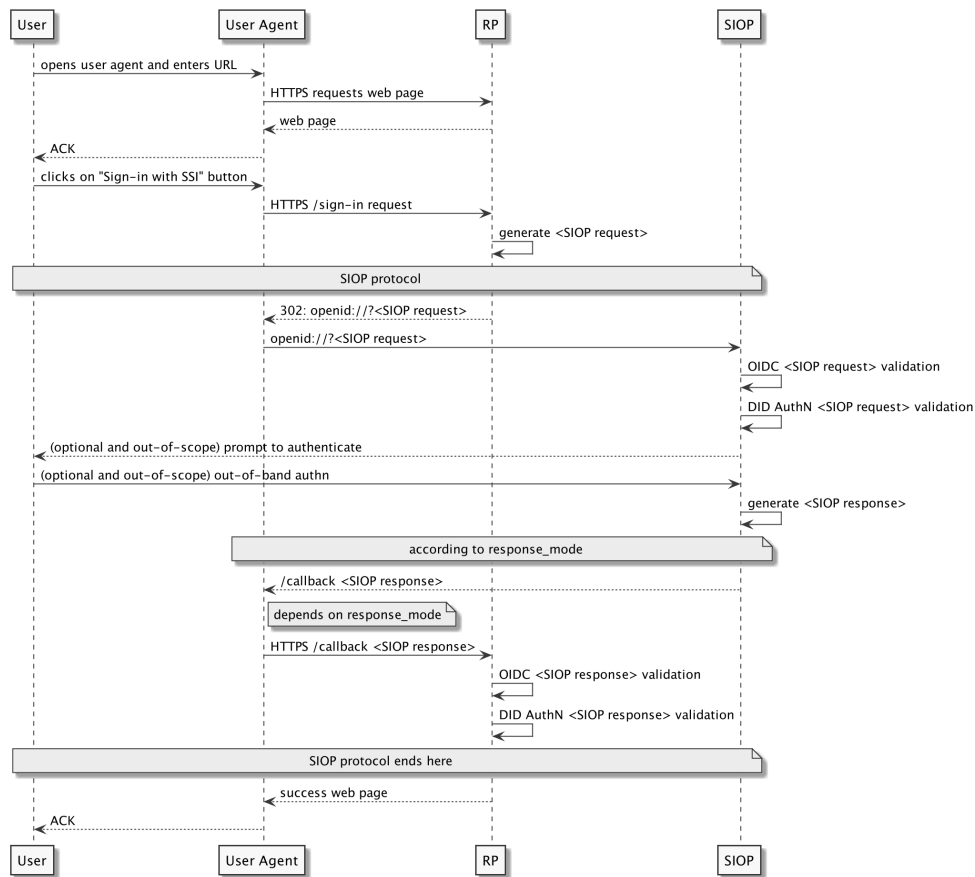 User
User Agent
RP
SIOP
opens user agent and enters URL
HTTPS requests web page
web page
ACK
clicks on "Sign-in with SSI" button
HTTPS /sign-in request
generate <SIOP request>
SIOP protocol
302: openid://?<SIOP request>
openid://?<SIOP request>
OIDC <SIOP request> validation
DID AuthN <SIOP request> validation
(optional and out-of-scope) prompt to authenticate
(optional and out-of-scope) out-of-band authn
generate <SIOP response>
according to response_mode
/callback <SIOP response>
depends on response_mode
HTTPS /callback <SIOP response>
OIDC <SIOP response> validation
DID AuthN <SIOP response> validation
SIOP protocol ends here
success web page
ACK
User
User Agent
RP
SIOP